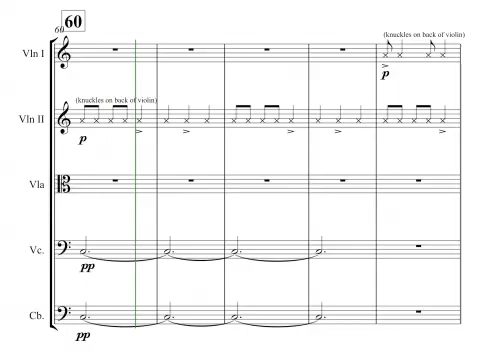 60
60
(knuckles on back of violin)
Vln I
p
(knuckles on back of violin)
Vln II
p
Vla
Vc.
pp
Cb.
pp